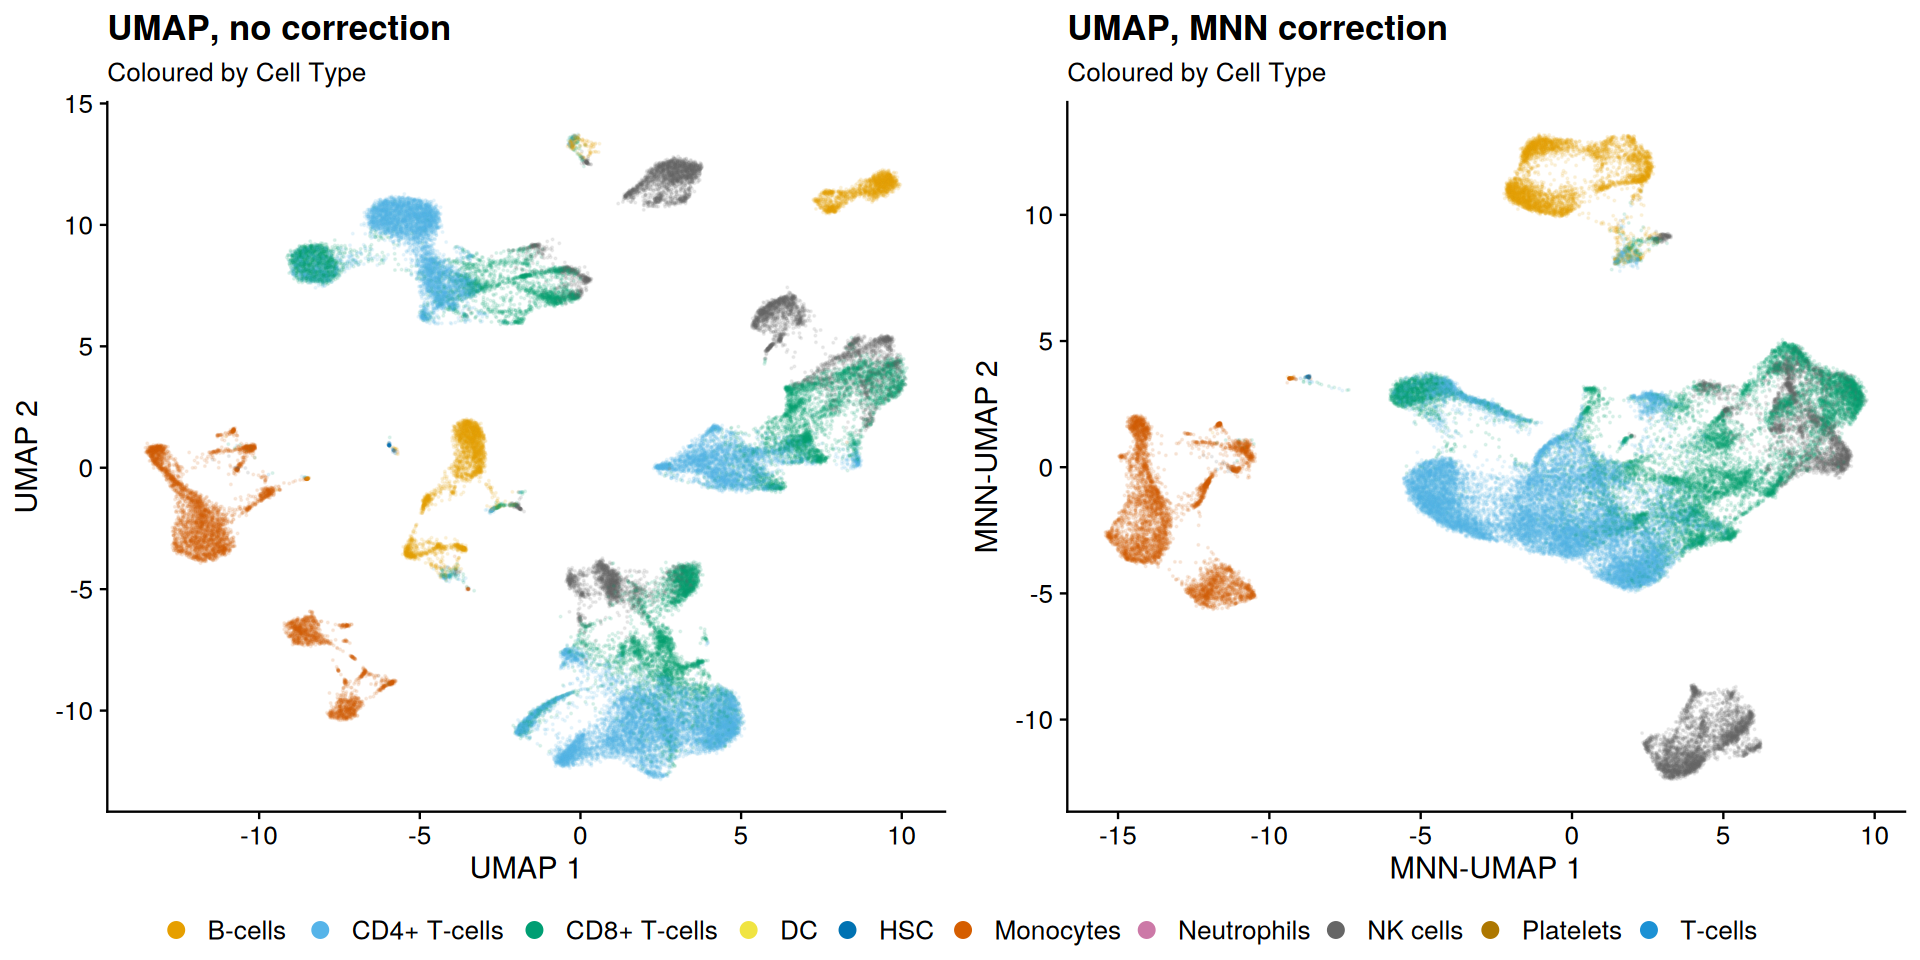 UMAP, no correction
Coloured by Cell Type
15
10
5
0
-5
-10
UMAP 2
-10 -5 0 5 10
UMAP 1
UMAP, MNN correction
Coloured by Cell Type
10
5
0
-5
-10
MNN-UMAP 2
-15 -10 -5 0 5 10
MNN-UMAP 1
B-cells CD4+ T-cells CD8+ T-cells DC HSC Monocytes Neutrophils NK cells Platelets T-cells